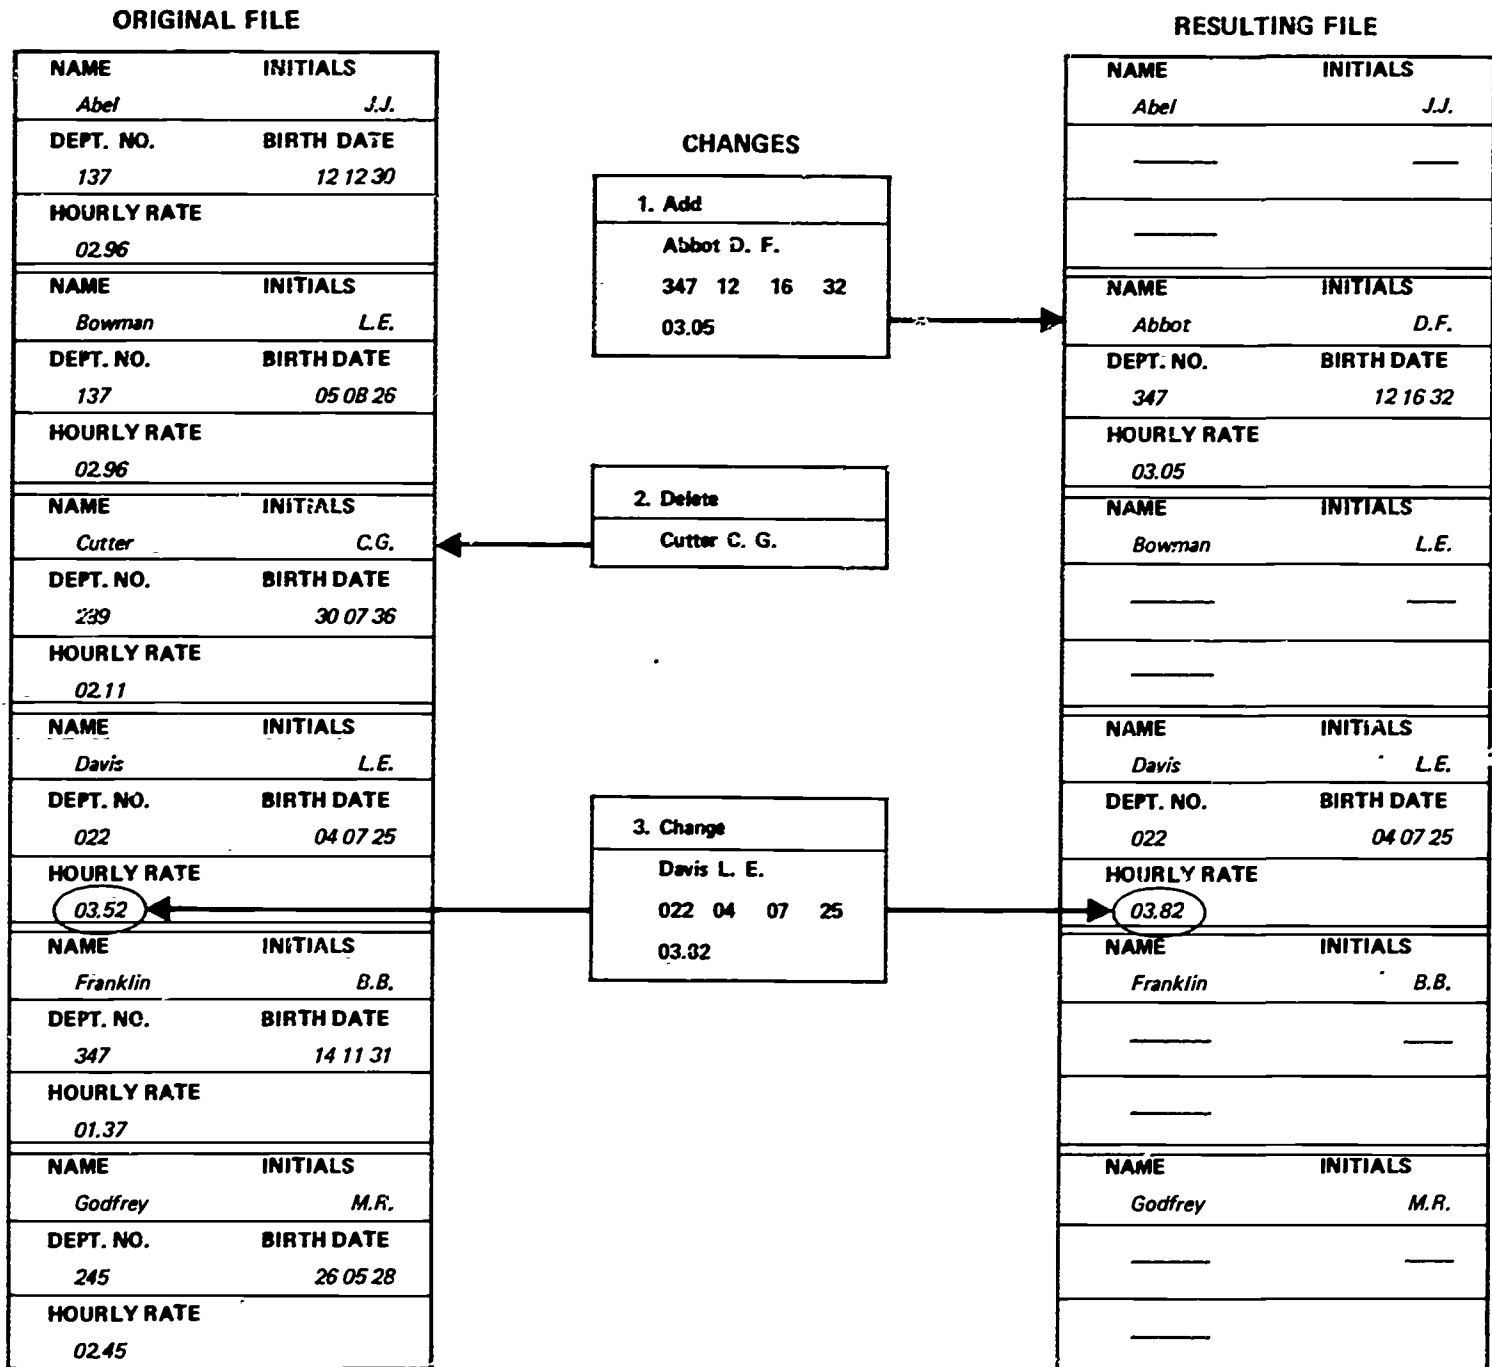 ORIGINAL FILE
NAME INITIALS
Abel J.J.
DEPT. NO. BIRTH DATE
137 12 12 30
HOURLY RATE
02.96
NAME INITIALS
Bowman L.E.
DEPT. NO. BIRTH DATE
137 05 08 26
HOURLY RATE
02.96
NAME INITIALS
Cutter C.G.
DEPT. NO. BIRTH DATE
30 07 36
HOURLY RATE
02.11
NAME INITIALS
Davis L.E.
DEPT. NO. BIRTH DATE
022 04 07 25
HOURLY RATE
03.52
NAME INITIALS
Franklin B.B.
DEPT. NO. BIRTH DATE
347 14 11 31
HOURLY RATE
01.37
NAME INITIALS
Godfrey M.R.
DEPT. NO. BIRTH DATE
245 26 05 28
HOURLY RATE
02.45
CHANGES
1. Add
Abbot D. F.
347 12 16 32
03.05
2. Delete
Cutter C. G.
3. Change
Davis L. E.
022 04 07 25
03.82
RESULTING FILE
NAME INITIALS
Abel J.J.
NAME INITIALS
Abbot D.F.
DEPT. NO. BIRTH DATE
347 12 16 32
HOURLY RATE
03.05
NAME INITIALS
Bowman L.E.
NAME INITIALS
Davis L.E.
DEPT. NO. BIRTH DATE
022 04 07 25
HOURLY RATE
03.82
NAME INITIALS
Franklin B.B.
NAME INITIALS
Godfrey M.R.